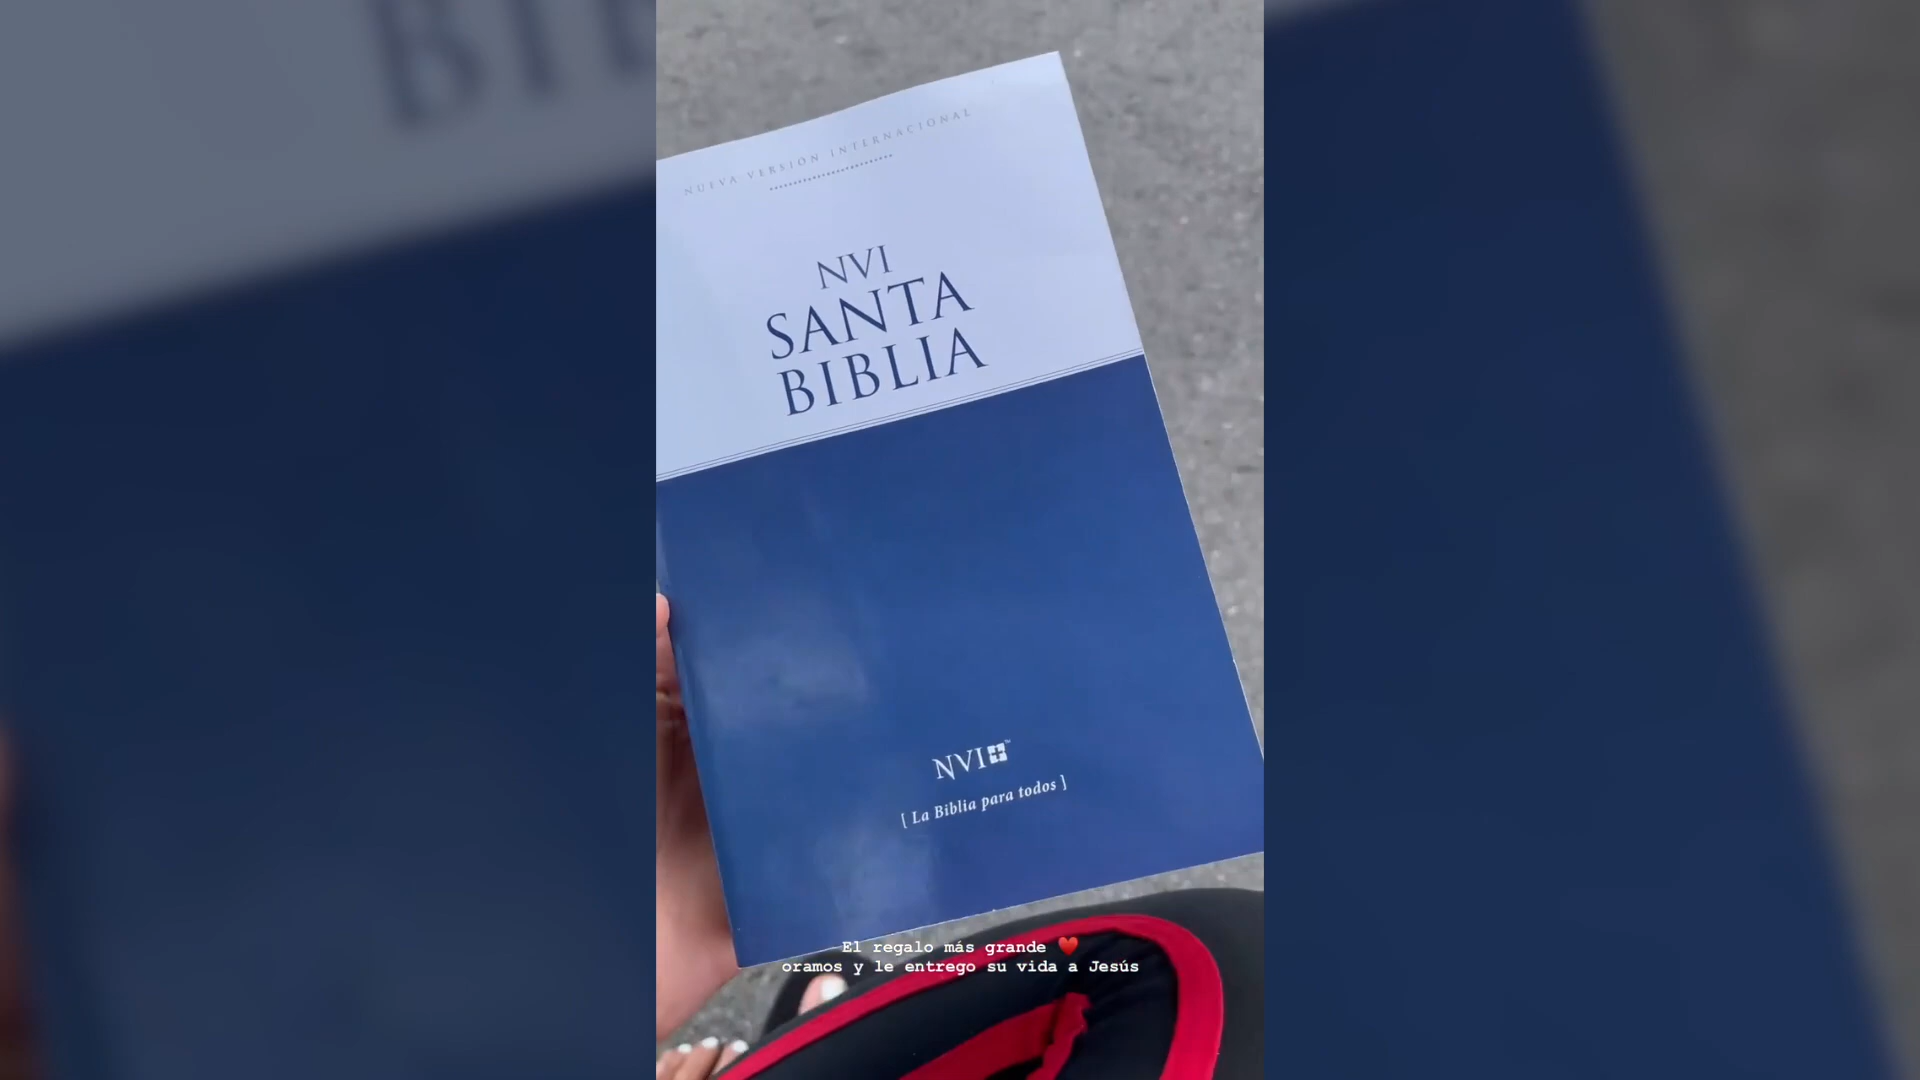 BIB
NUEVA VERSIÓN INTERNACIONAL
NVI
SANTA
BIBLIA
NVI
[ La Biblia para todos ]
El regalo más grande ❤️
oramos y le entrego su vida a Jesús